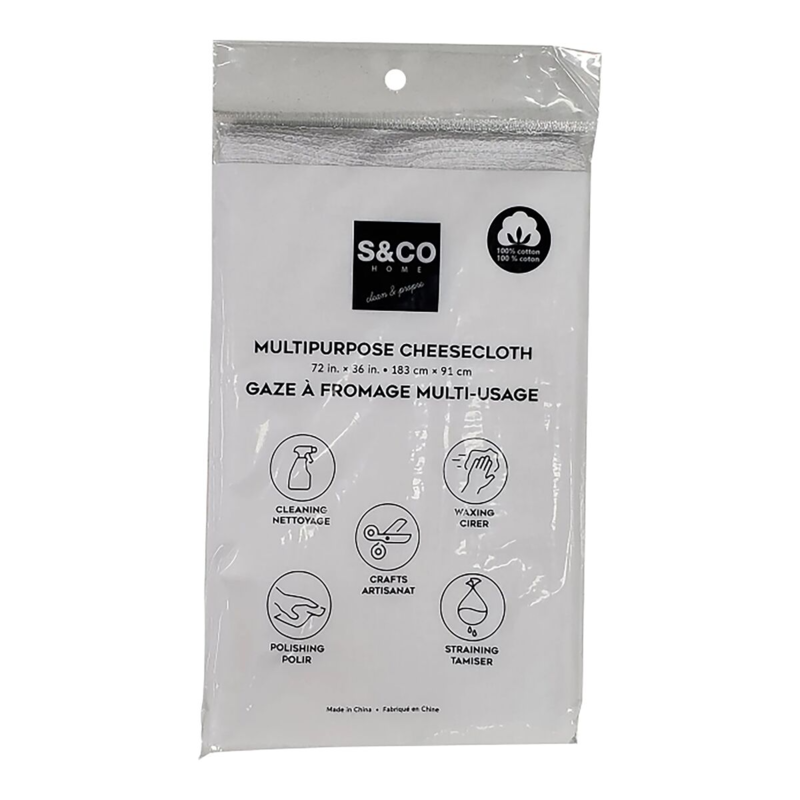 S&CO
HOME
clean & propre
100% cotton
100 % coton
MULTIPURPOSE CHEESECLOTH
72 in. × 36 in. • 183 cm × 91 cm
GAZE À FROMAGE MULTI-USAGE
CLEANING
NETTOYAGE
WAXING
CIRER
CRAFTS
ARTISANAT
POLISHING
POLIR
STRAINING
TAMISER
Made in China • Fabriqué en Chine